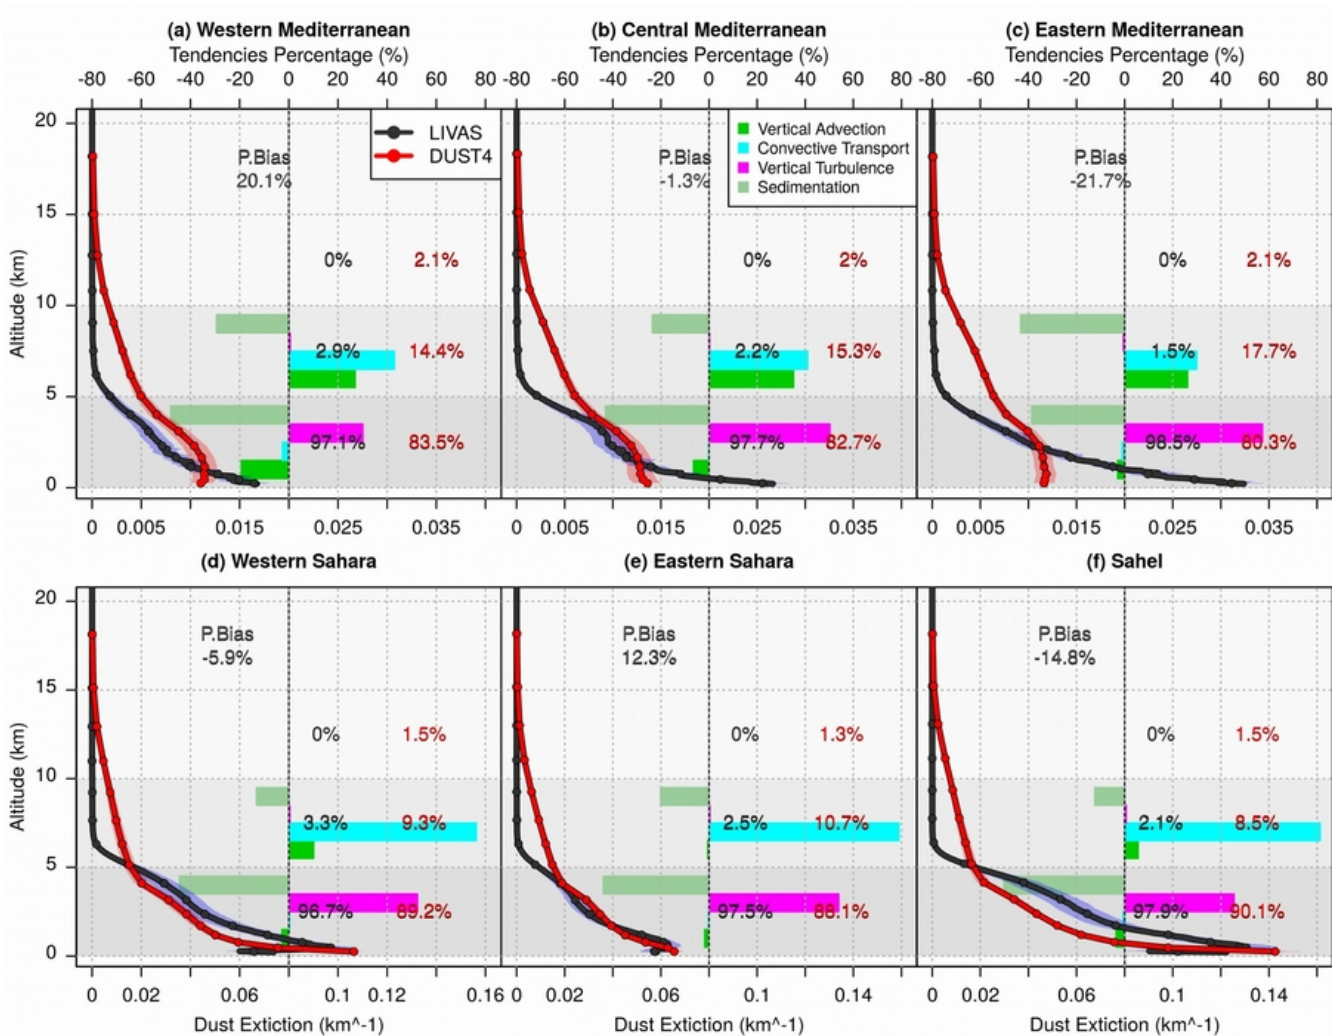 (a) Western Mediterranean
Tendencies Percentage (%)
-80 -60 -40 -20 0 20 40 60 80
(b) Central Mediterranean
Tendencies Percentage (%)
-80 -60 -40 -20 0 20 40 60 80
(c) Eastern Mediterranean
Tendencies Percentage (%)
-80 -60 -40 -20 0 20 40 60 80
Altitude (km)
20
15
10
5
0
LIVAS
DUST4
P.Bias
20.1%
0% 2.1%
2.9% 14.4%
97.1% 83.5%
0 0.005 0.015 0.025 0.035
Vertical Advection
Convective Transport
Vertical Turbulence
Sedimentation
P.Bias
-1.3%
0% 2%
2.2% 15.3%
97.7% 82.7%
0 0.005 0.015 0.025 0.035
P.Bias
-21.7%
0% 2.1%
1.5% 17.7%
98.5% 80.3%
0 0.005 0.015 0.025 0.035
(d) Western Sahara
(e) Eastern Sahara
(f) Sahel
Altitude (km)
20
15
10
5
0
P.Bias
-5.9%
0% 1.5%
3.3% 9.3%
96.7% 89.2%
0 0.02 0.06 0.1 0.12 0.16
Dust Extiction (km^-1)
P.Bias
12.3%
0% 1.3%
2.5% 10.7%
97.5% 88.1%
0 0.02 0.06 0.1 0.14
Dust Extiction (km^-1)
P.Bias
-14.8%
0% 1.5%
2.1% 8.5%
97.9% 90.1%
0 0.02 0.06 0.1 0.14
Dust Extiction (km^-1)